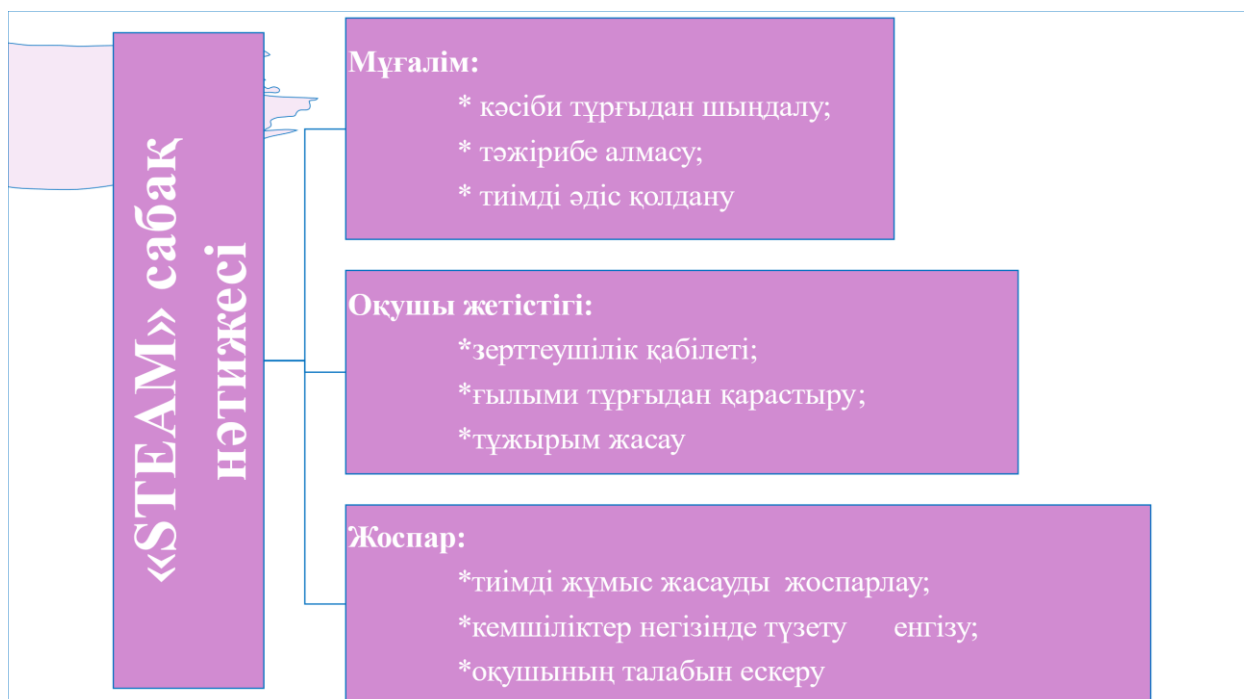 «STEAM» сабақ
нәтижесі
Мұғалім:
* кәсіби тұрғыдан шыңдалу;
* тәжірибе алмасу;
* тиімді әдіс қолдану
Оқушы жетістігі:
*зерттеушілік қабілеті;
*ғылыми тұрғыдан қарастыру;
*тұжырым жасау
Жоспар:
*тиімді жұмыс жасауды жоспарлау;
*кемшіліктер негізінде түзету енгізу;
*оқушының талабын ескеру